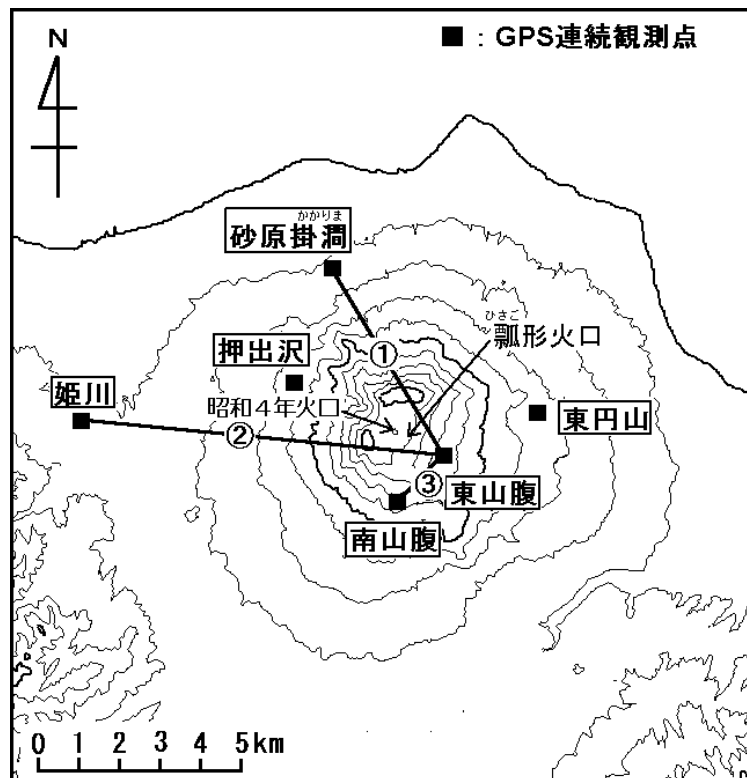 N
■：GPS連続観測点
かかりま
砂原掛澗
ひさご
瓢形火口
①
押出沢
姫川
昭和４年火口
東円山
②
③
東山腹
南山腹
0 1 2 3 4 5km